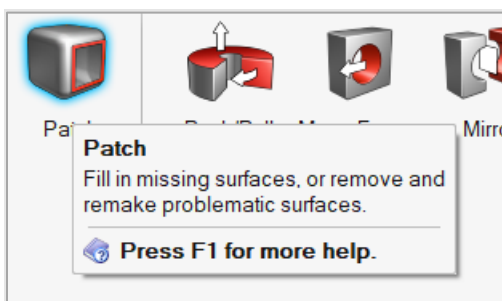 Patch
Fill in missing surfaces, or remove and
remake problematic surfaces.
Press F1 for more help.